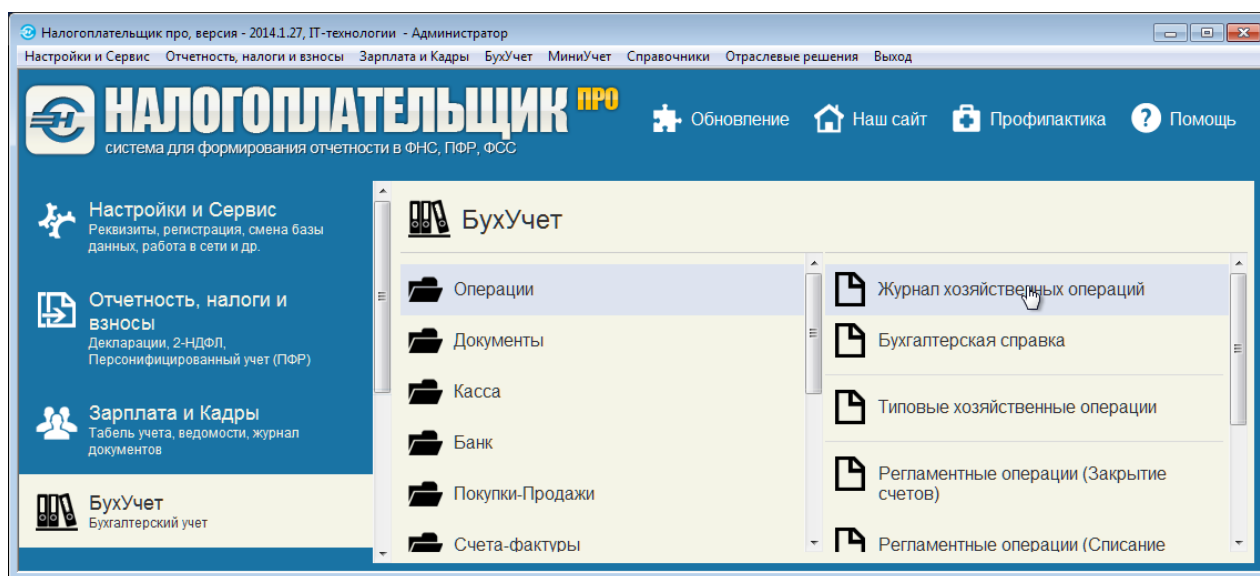 Налогоплательщик про, версия - 2014.1.27, IT-технологии - Администратор
Настройки и Сервис Отчетность, налоги и взносы Зарплата и Кадры БухУчет МиниУчет Справочники Отраслевые решения Выход
НАЛОГОПЛАТЕЛЬЩИК ПРО
система для формирования отчетности в ФНС, ПФР, ФСС
Обновление Наш сайт Профилактика Помощь
Настройки и Сервис
Реквизиты, регистрация, смена базы
данных, работа в сети и др.
Отчетность, налоги и
взносы
Декларации, 2-НДФЛ,
Персонифицированный учет (ПФР)
Зарплата и Кадры
Табель учета, ведомости, журнал
документов
БухУчет
Бухгалтерский учет
БухУчет
Операции
Документы
Касса
Банк
Покупки-Продажи
Счета-фактуры
Журнал хозяйственных операций
Бухгалтерская справка
Типовые хозяйственные операции
Регламентные операции (Закрытие
счетов)
Регламентные операции (Списание